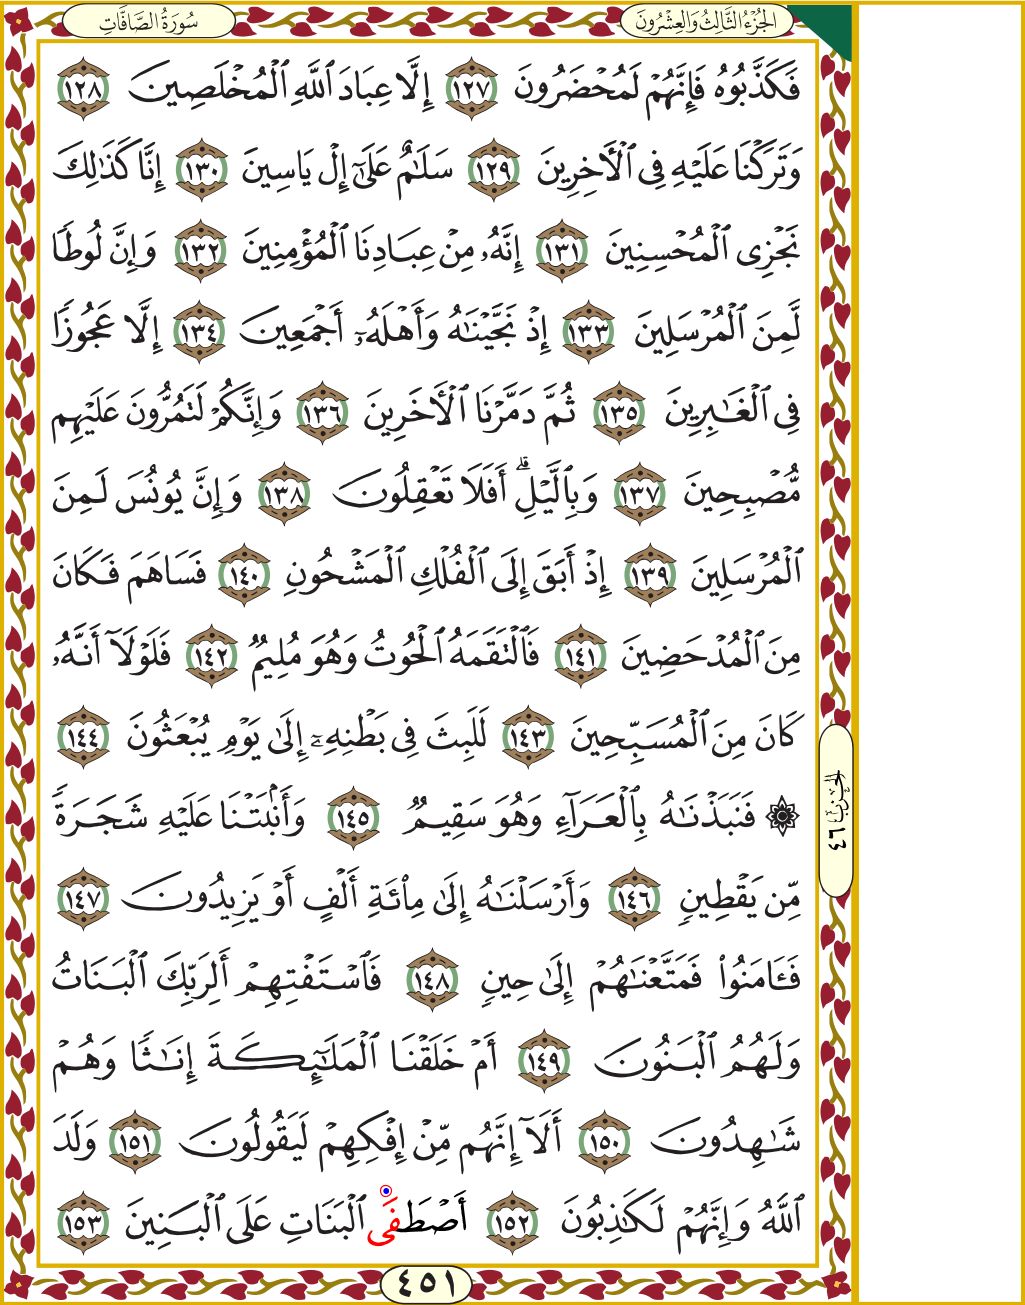 الجُزْءُ الثَّالِثُ وَالعِشْرُونَ
سُورَةُ الصَّافَّاتِ
فَكَذَّبُوهُ فَإِنَّهُمْ لَمُحْضَرُونَ ١٢٧ إِلَّا عِبَادَ ٱللَّهِ ٱلْمُخْلَصِينَ ١٢٨
وَتَرَكْنَا عَلَيْهِ فِى ٱلْأَخِرِينَ ١٢٩ سَلَٰمٌ عَلَىٰٓ إِلْ يَاسِينَ ١٣٠ إِنَّا كَذَٰلِكَ
نَجْزِى ٱلْمُحْسِنِينَ ١٣١ إِنَّهُۥ مِنْ عِبَادِنَا ٱلْمُؤْمِنِينَ ١٣٢ وَإِنَّ لُوطًا
لَّمِنَ ٱلْمُرْسَلِينَ ١٣٣ إِذْ نَجَّيْنَٰهُ وَأَهْلَهُۥٓ أَجْمَعِينَ ١٣٤ إِلَّا عَجُوزًا
فِى ٱلْغَٰبِرِينَ ١٣٥ ثُمَّ دَمَّرْنَا ٱلْأَخَرِينَ ١٣٦ وَإِنَّكُمْ لَتَمُرُّونَ عَلَيْهِم
مُّصْبِحِينَ ١٣٧ وَبِٱلَّيْلِۗ أَفَلَا تَعْقِلُونَ ١٣٨ وَإِنَّ يُونُسَ لَمِنَ
ٱلْمُرْسَلِينَ ١٣٩ إِذْ أَبَقَ إِلَى ٱلْفُلْكِ ٱلْمَشْحُونِ ١٤٠ فَسَاهَمَ فَكَانَ
مِنَ ٱلْمُدْحَضِينَ ١٤١ فَٱلْتَقَمَهُ ٱلْحُوتُ وَهُوَ مُلِيمٌ ١٤٢ فَلَوْلَآ أَنَّهُۥ
كَانَ مِنَ ٱلْمُسَبِّحِينَ ١٤٣ لَلَبِثَ فِى بَطْنِهِۦٓ إِلَىٰ يَوْمِ يُبْعَثُونَ ١٤٤
۞ فَنَبَذْنَٰهُ بِٱلْعَرَآءِ وَهُوَ سَقِيمٌ ١٤٥ وَأَنۢبَتْنَا عَلَيْهِ شَجَرَةً
مِّن يَقْطِينٍ ١٤٦ وَأَرْسَلْنَٰهُ إِلَىٰ مِا۟ئَةِ أَلْفٍ أَوْ يَزِيدُونَ ١٤٧
فَـَٔامَنُوا۟ فَمَتَّعْنَٰهُمْ إِلَىٰ حِينٍ ١٤٨ فَٱسْتَفْتِهِمْ أَلِرَبِّكَ ٱلْبَنَاتُ
وَلَهُمُ ٱلْبَنُونَ ١٤٩ أَمْ خَلَقْنَا ٱلْمَلَٰٓئِكَةَ إِنَٰثًا وَهُمْ
شَٰهِدُونَ ١٥٠ أَلَآ إِنَّهُم مِّنْ إِفْكِهِمْ لَيَقُولُونَ ١٥١ وَلَدَ
ٱللَّهُ وَإِنَّهُمْ لَكَٰذِبُونَ ١٥٢ أَصْطَفَى ٱلْبَنَاتِ عَلَى ٱلْبَنِينَ ١٥٣
الحزب ٤٦
٤٥١